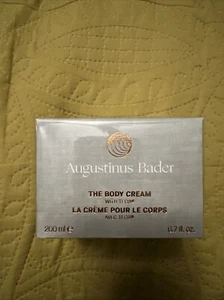 Augustinus Bader
THE BODY CREAM
WITH TFC8®
LA CRÈME POUR LE CORPS
AVEC TFC8®
200 ml e 6.7 fl. oz.